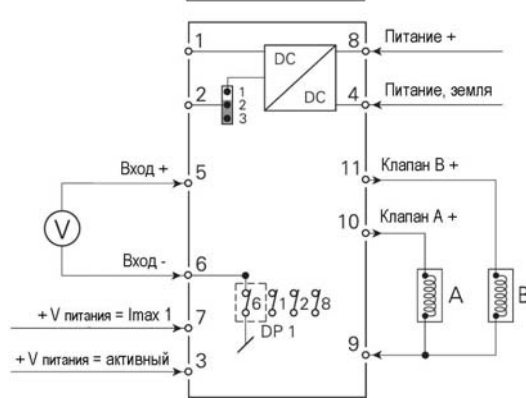 1
8
Питание +
DC
DC
2
1
2
3
4
Питание, земля
Вход +
5
11
Клапан B +
10
Клапан A +
V
Вход -
6
6
1
2
8
DP 1
A
B
+ V питания = Imax 1
7
9
+ V питания = активный
3